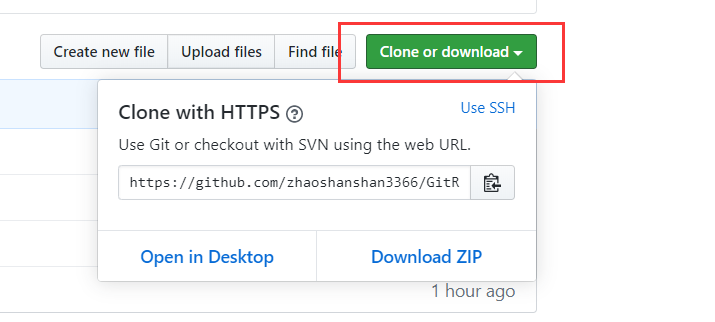 Create new file Upload files Find file Clone or download
Clone with HTTPS Use SSH
Use Git or checkout with SVN using the web URL.
https://github.com/zhaoshanshan3366/GitR
Open in Desktop Download ZIP
1 hour ago